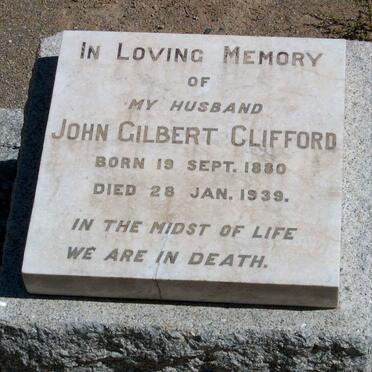 IN LOVING MEMORY
OF
MY HUSBAND
JOHN GILBERT CLIFFORD
BORN 19 SEPT. 1880
DIED 28 JAN. 1939.
IN THE MIDST OF LIFE
WE ARE IN DEATH.